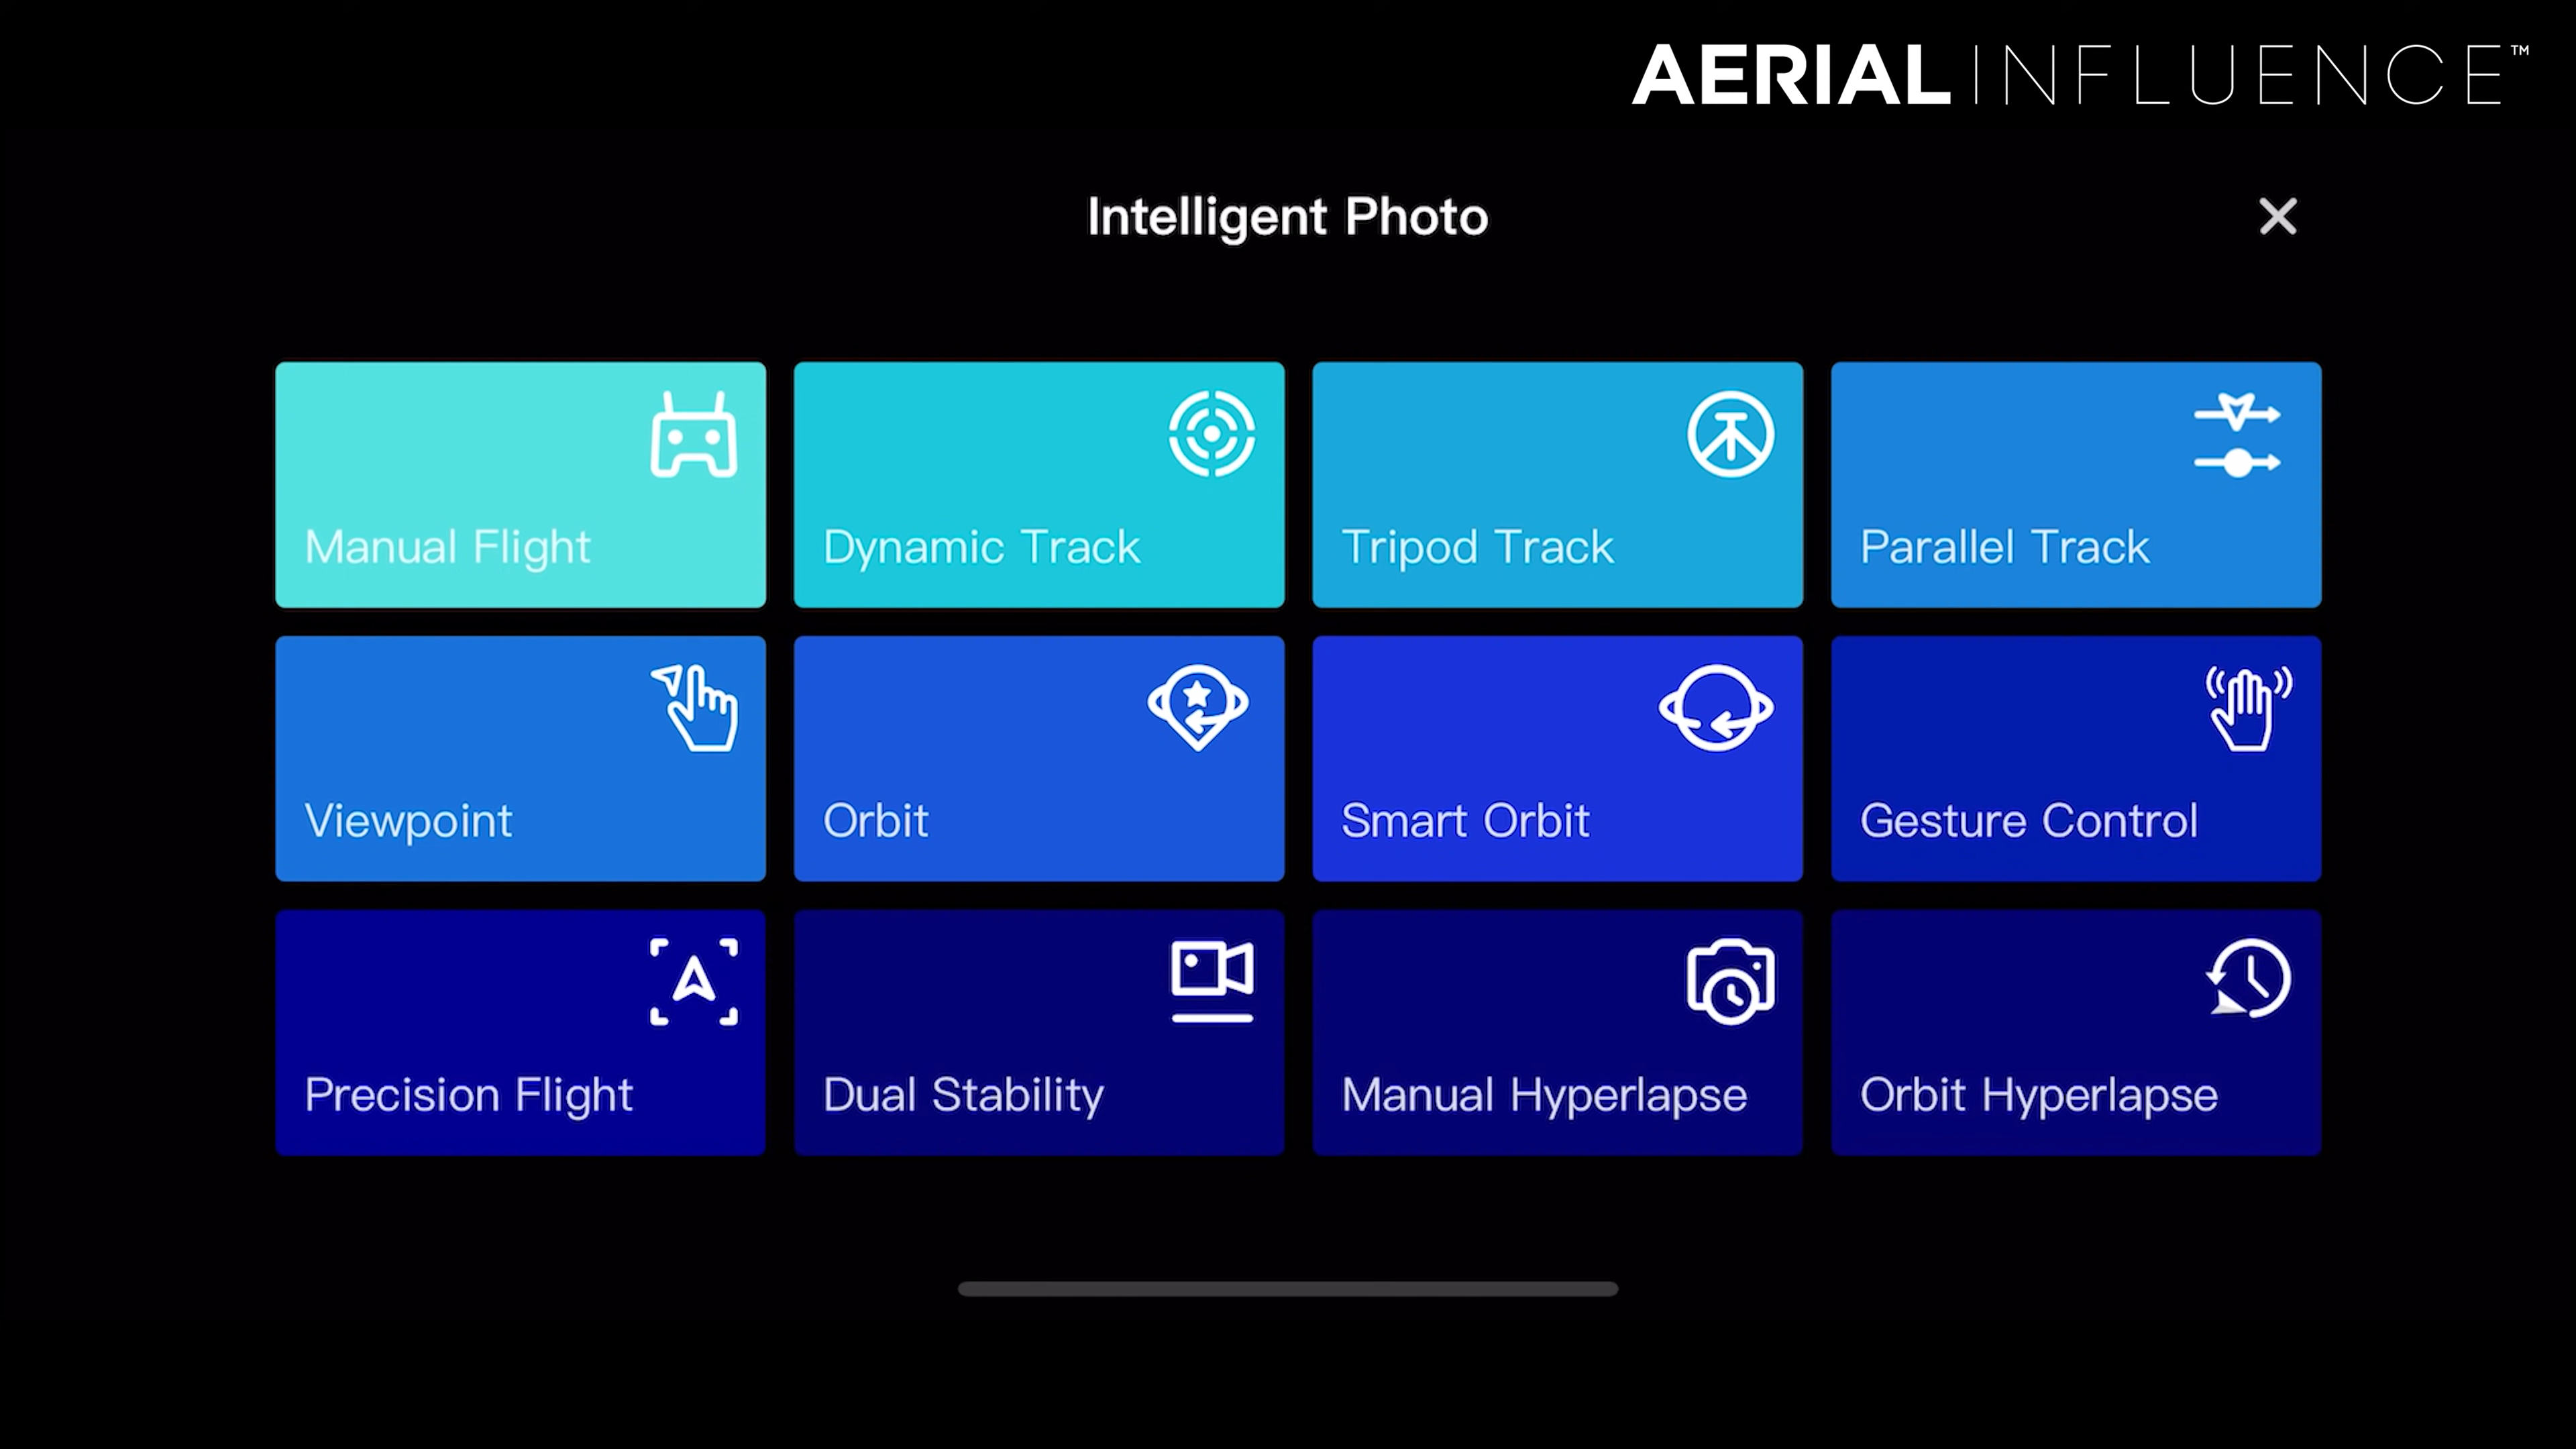 AERIAL INFLUENCE™
Intelligent Photo
Manual Flight
Dynamic Track
Tripod Track
Parallel Track
Viewpoint
Orbit
Smart Orbit
Gesture Control
Precision Flight
Dual Stability
Manual Hyperlapse
Orbit Hyperlapse